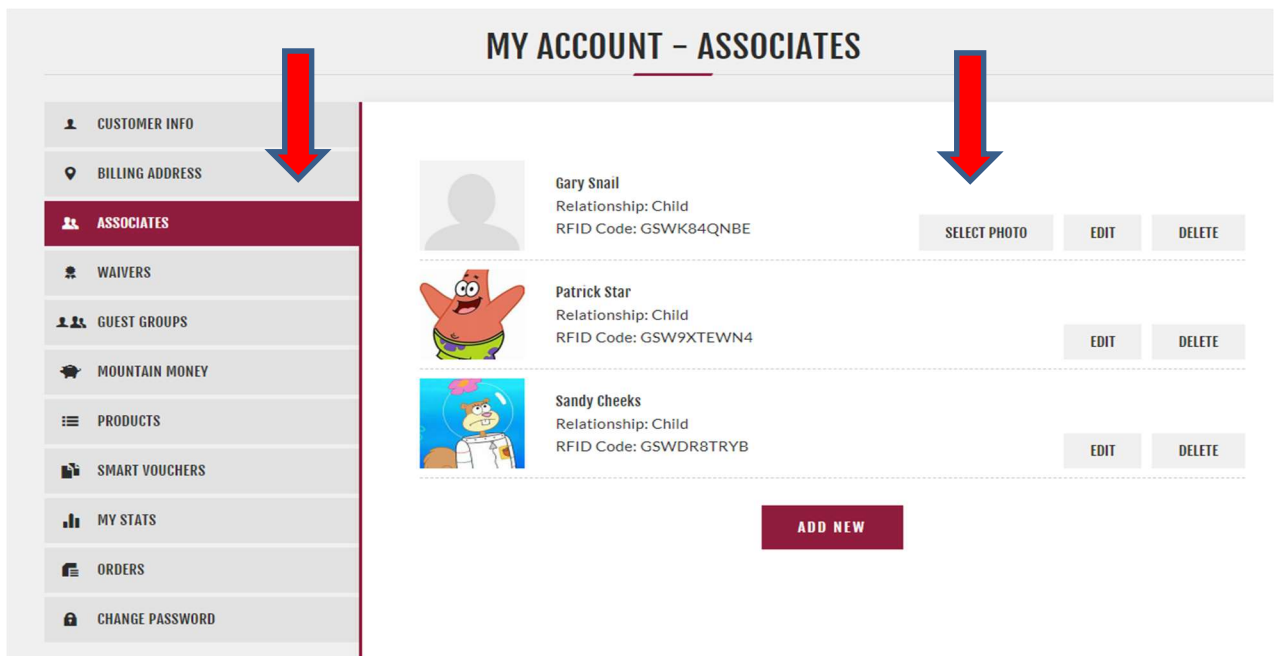 MY ACCOUNT – ASSOCIATES
CUSTOMER INFO
BILLING ADDRESS
ASSOCIATES
WAIVERS
GUEST GROUPS
MOUNTAIN MONEY
PRODUCTS
SMART VOUCHERS
MY STATS
ORDERS
CHANGE PASSWORD
Gary Snail
Relationship: Child
RFID Code: GSWK84QNBE
SELECT PHOTO EDIT DELETE
Patrick Star
Relationship: Child
RFID Code: GSW9XTEWN4
EDIT DELETE
Sandy Cheeks
Relationship: Child
RFID Code: GSWDR8TRYB
EDIT DELETE
ADD NEW